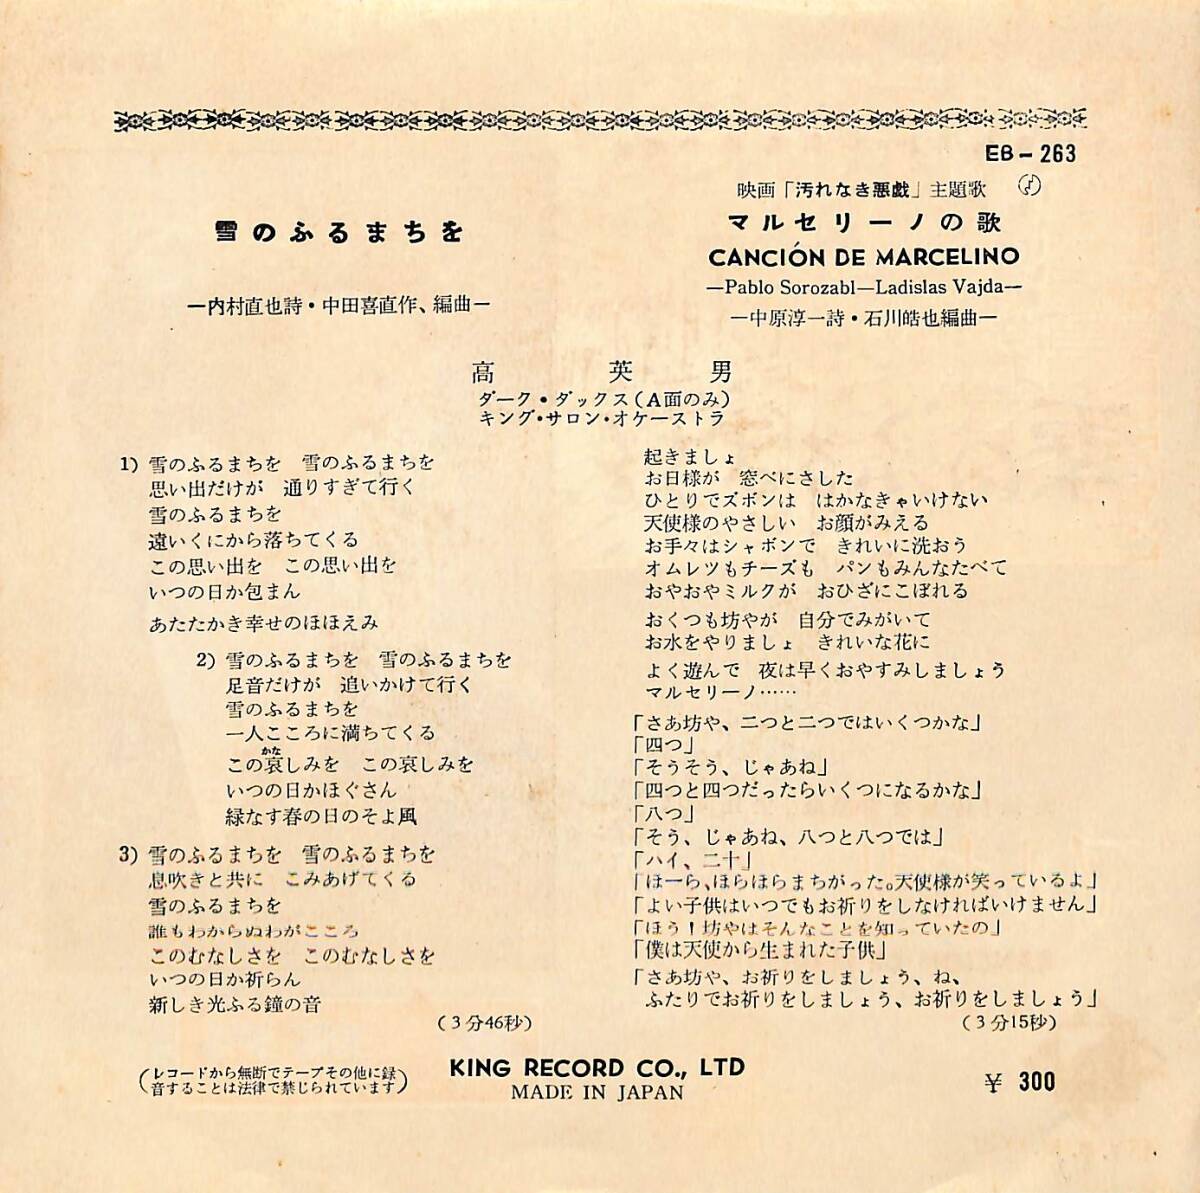 EB-263
雪のふるまちを
―内村直也詩・中田喜直作、編曲―
映画「汚れなき悪戯」主題歌
マルセリーノの歌
CANCIÓN DE MARCELINO
—Pablo Sorozabl—Ladislas Vajda—
―中原淳一詩・石川皓也編曲―
高　英　男
ダーク・ダックス(A面のみ)
キング・サロン・オケーストラ
1) 雪のふるまちを　雪のふるまちを
思い出だけが　通りすぎて行く
雪のふるまちを
遠いくにから落ちてくる
この思い出を　この思い出を
いつの日か包まん
あたたかき幸せのほほえみ
2) 雪のふるまちを　雪のふるまちを
足音だけが　追いかけて行く
雪のふるまちを
一人こころに満ちてくる
かな
この哀しみを　この哀しみを
いつの日かほぐさん
緑なす春の日のそよ風
3) 雪のふるまちを　雪のふるまちを
息吹きと共に　こみあげてくる
雪のふるまちを
誰もわからぬわがこころ
このむなしさを　このむなしさを
いつの日か祈らん
新しき光ふる鐘の音
(3分46秒)
起きましょ
お日様が　窓べにさした
ひとりでズボンは　はかなきゃいけない
天使様のやさしい　お顔がみえる
お手々はシャボンで　きれいに洗おう
オムレツもチーズも　パンもみんなたべて
おやおやミルクが　おひざにこぼれる
おくつも坊やが　自分でみがいて
お水をやりましょ　きれいな花に
よく遊んで　夜は早くおやすみしましょう
マルセリーノ……
「さあ坊や、二つと二つではいくつかな」
「四つ」
「そうそう、じゃあね」
「四つと四つだったらいくつになるかな」
「八つ」
「そう、じゃあね、八つと八つでは」
「ハイ、二十」
「ほーら、ほらほらまちがった。天使様が笑っているよ」
「よい子供はいつでもお祈りをしなければいけません」
「ほう！坊やはそんなことを知っていたの」
「僕は天使から生まれた子供」
「さあ坊や、お祈りをしましょう、ね、
ふたりでお祈りをしましょう、お祈りをしましょう」
(3分15秒)
(レコードから無断でテープその他に録
音することは法律で禁じられています)
KING RECORD CO., LTD
MADE IN JAPAN
¥ 300